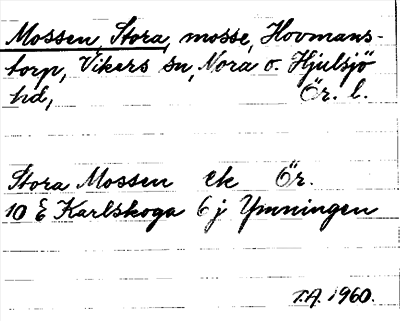 Mossen, Stora, mosse, Hovmans-
torp, Vikers sn, Nora o. Hjulsjö
hd, Ör. l.
Stora Mossen ek Ör.
10 E Karlskoga 6 j Ymningen
T.A. 1960.